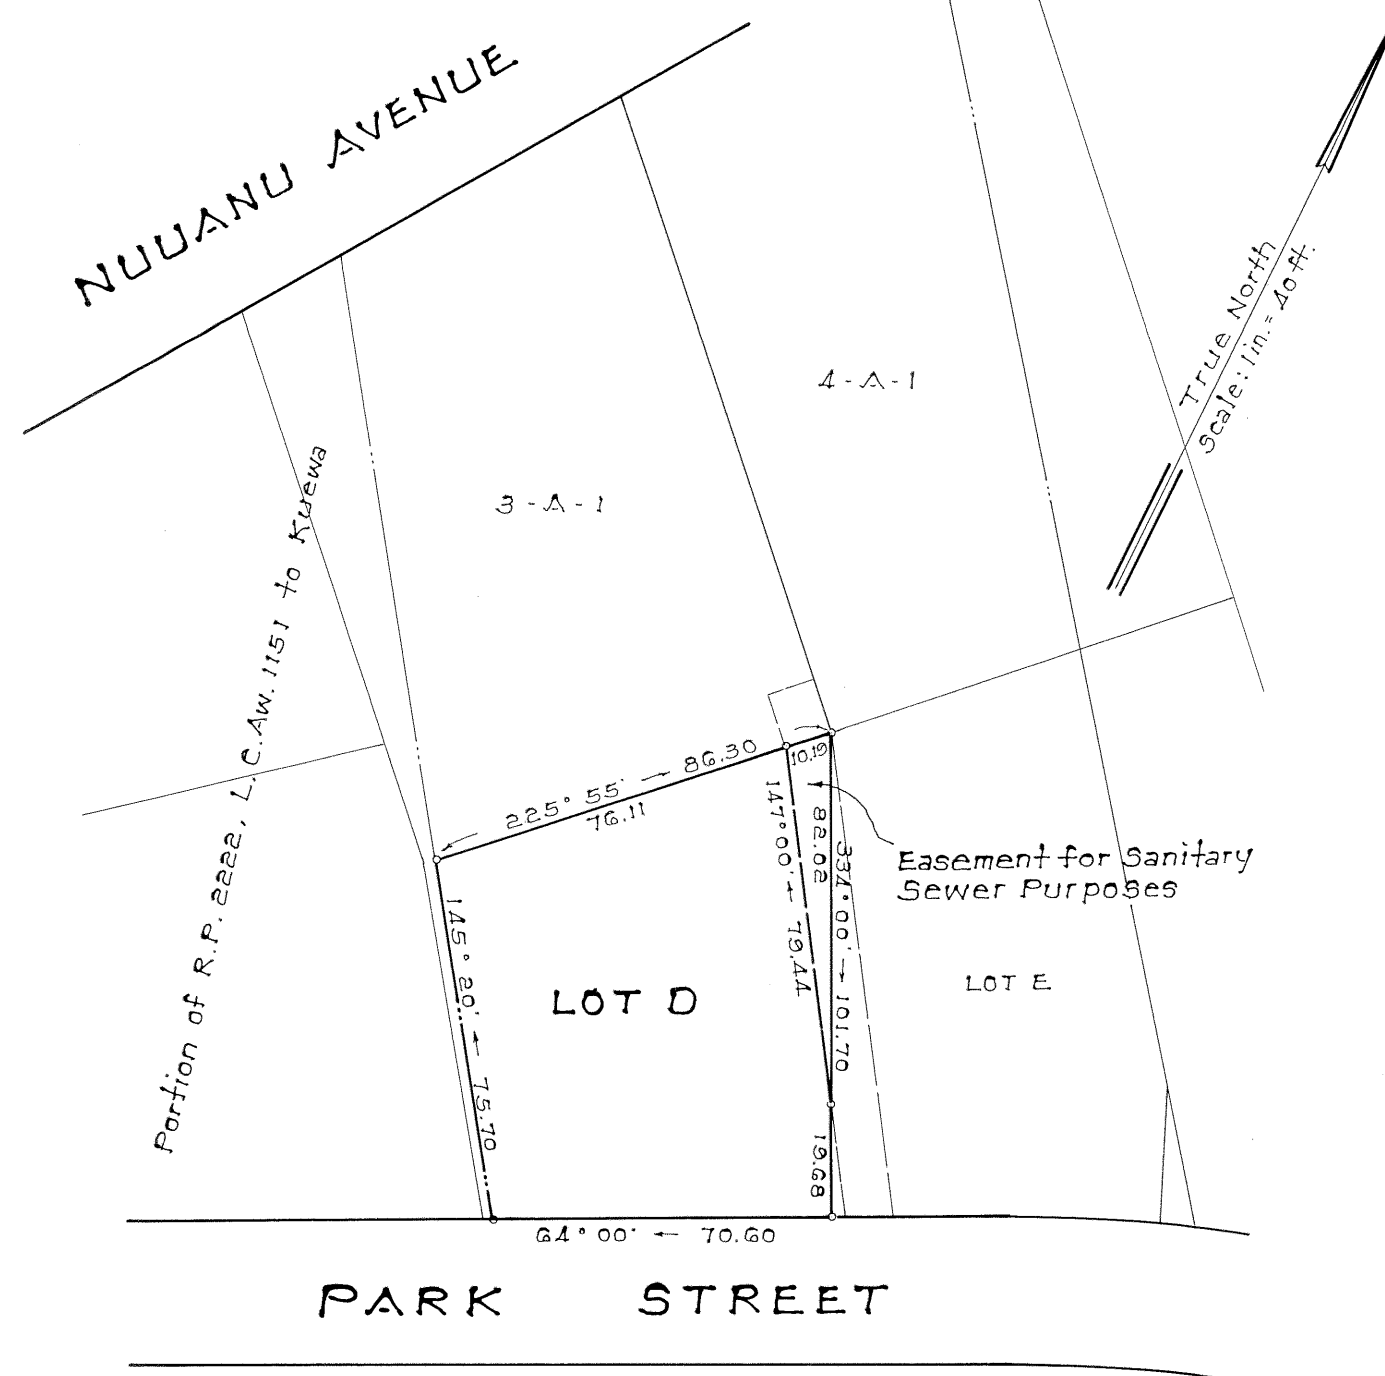 NUUANU AVENUE
True North
Scale: 1 in. = 40 ft.
4-A-1
3-A-1
Portion of R.P. 2222, L.C.Aw. 1151 to Kuewa
225° 55' 86.30
76.11
10.19
147° 00' 79.44
82.02
334° 00' 101.70
19.68
Easement for Sanitary
Sewer Purposes
145° 20' 75.70
LOT D
LOT E
64° 00' 70.60
PARK STREET